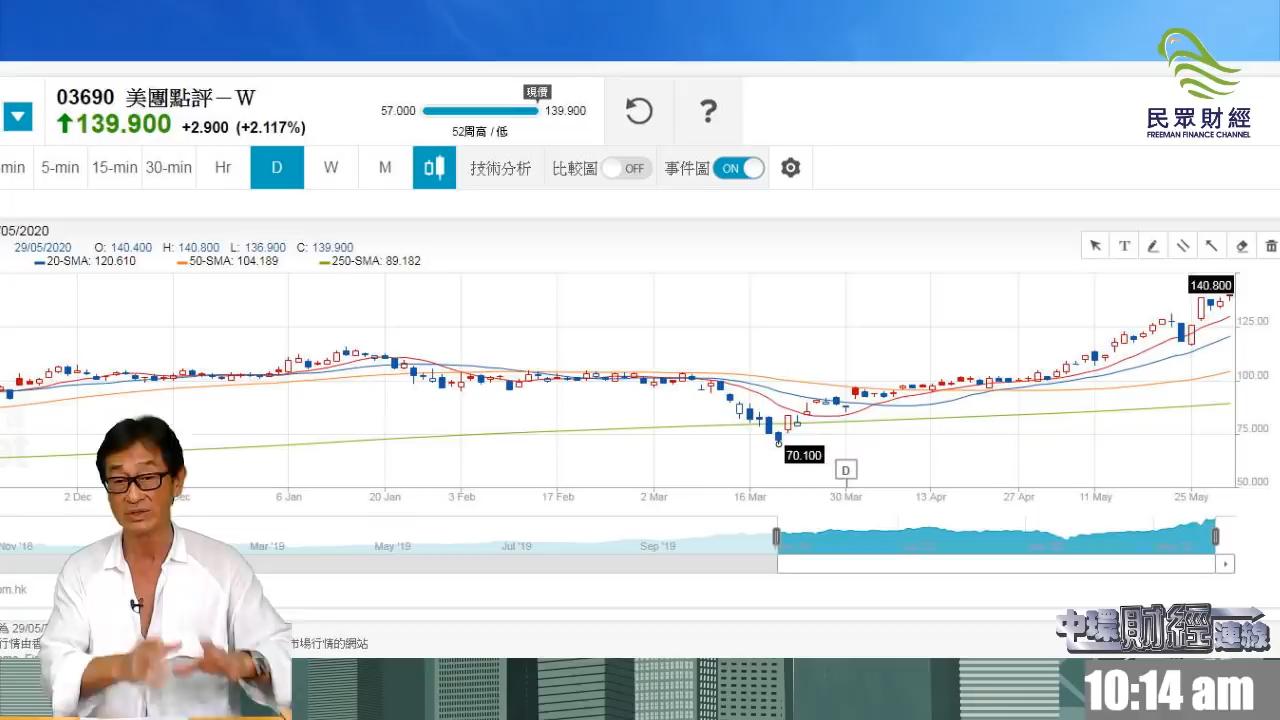 民眾財經
FREEMAN FINANCE CHANNEL
03690 美團點評－W
139.900 +2.900 (+2.117%)
57.000
現價
139.900
52周高 / 低
?
min
5-min
15-min
30-min
Hr
D
W
M
技術分析
比較圖
OFF
事件圖
ON
/05/2020
29/05/2020 O: 140.400 H: 140.800 L: 136.900 C: 139.900
20-SMA: 120.610 50-SMA: 104.189 250-SMA: 89.182
T
140.800
125.00
100.00
75.00
50.00
70.100
D
2 Dec
6 Jan
20 Jan
3 Feb
17 Feb
2 Mar
16 Mar
30 Mar
13 Apr
27 Apr
11 May
25 May
Nov '18
Mar '19
May '19
Jul '19
Sep '19
om.hk
為 29/05/
行情由香
市場行情的網站
中環財經連線
10:14 am